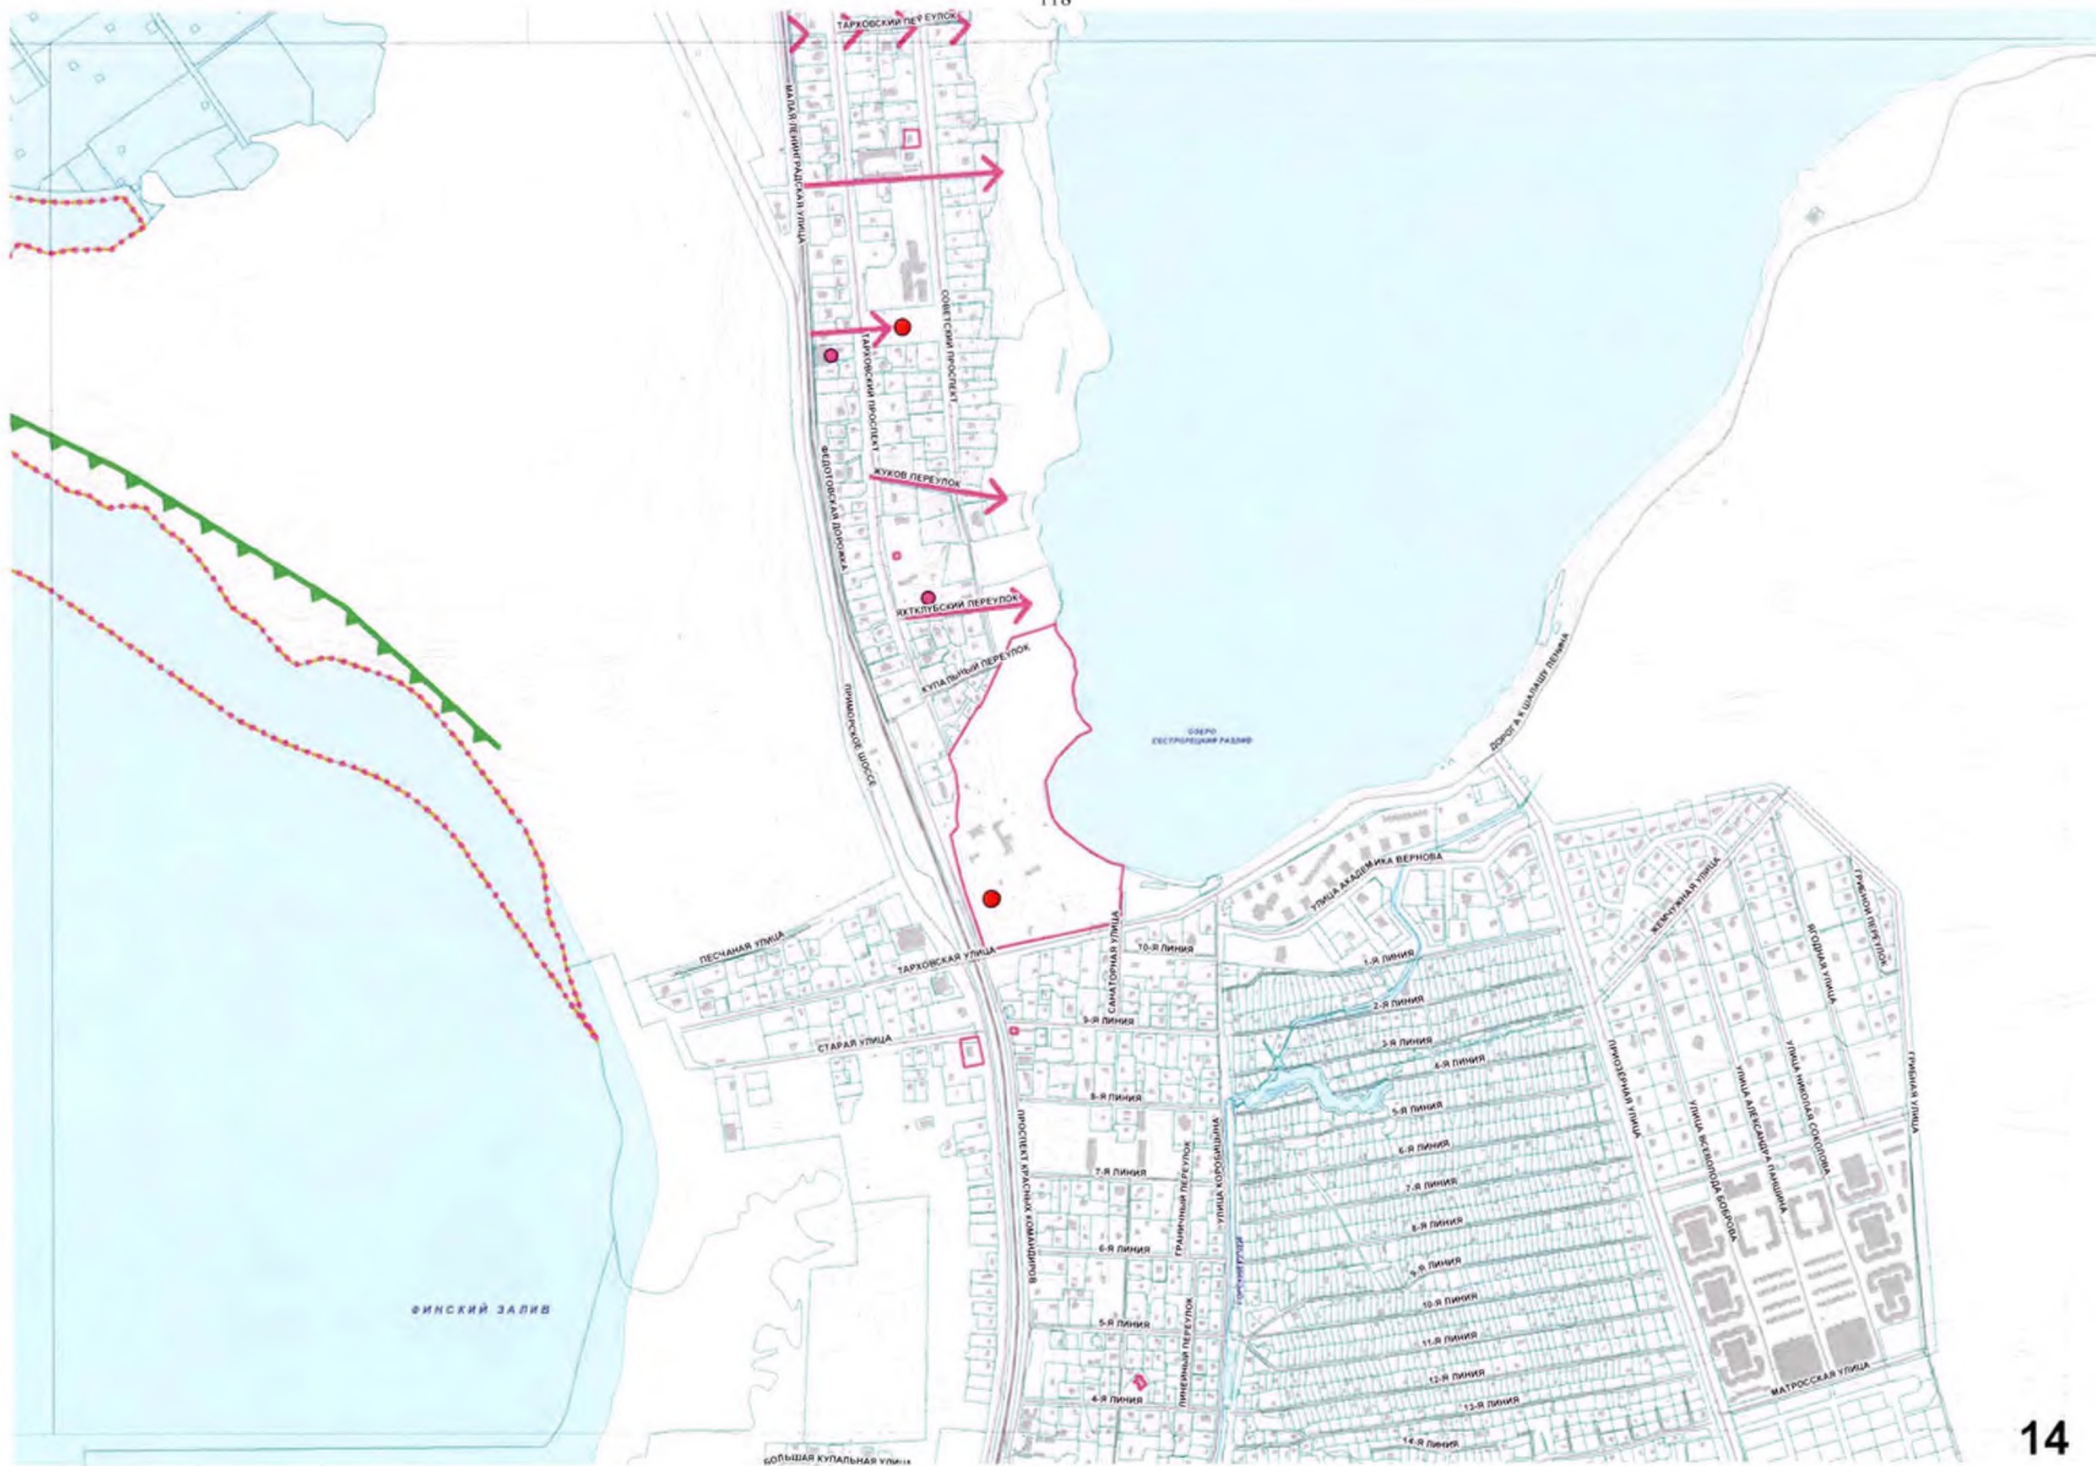 118
ТАРХОВСКИЙ ПЕРЕУЛОК
МАЛАЯ ЛЕНИНГРАДСКАЯ УЛИЦА
СОВЕТСКИЙ ПРОСПЕКТ
ТАРХОВСКИЙ ПРОСПЕКТ
ФЕДОТОВСКАЯ ДОРОЖКА
ЖУКОВ ПЕРЕУЛОК
ЯХТКЛУБСКИЙ ПЕРЕУЛОК
КУПАЛЬНЫЙ ПЕРЕУЛОК
ПРИМОРСКОЕ ШОССЕ
ОЗЕРО
СЕСТРОРЕЦКИЙ РАЗЛИВ
ДОРОГА К ШАЛАШУ ЛЕНИНА
УЛИЦА АКАДЕМИКА ВЕРНОВА
ЖЕМЧУЖНАЯ УЛИЦА
ГРИБНОЙ ПЕРЕУЛОК
ЯГОДНАЯ УЛИЦА
ПЕСЧАНАЯ УЛИЦА
ТАРХОВСКАЯ УЛИЦА
САНАТОРНАЯ УЛИЦА
10-Я ЛИНИЯ
1-Я ЛИНИЯ
2-Я ЛИНИЯ
9-Я ЛИНИЯ
СТАРАЯ УЛИЦА
3-Я ЛИНИЯ
4-Я ЛИНИЯ
ПРИОЗЁРНАЯ УЛИЦА
УЛИЦА НИКОЛАЯ СОКОЛОВА
УЛИЦА АЛЕКСАНДРА ПАНШИНА
УЛИЦА ВСЕВОЛОДА БОБРОВА
ГРИБНАЯ УЛИЦА
8-Я ЛИНИЯ
5-Я ЛИНИЯ
ПРОСПЕКТ КРАСНЫХ КОМАНДИРОВ
ГРАНИЧНЫЙ ПЕРЕУЛОК
УЛИЦА КОРОБИЦЫНА
6-Я ЛИНИЯ
7-Я ЛИНИЯ
7-Я ЛИНИЯ
8-Я ЛИНИЯ
6-Я ЛИНИЯ
9-Я ЛИНИЯ
ГОРСКИЙ РУЧЕЙ
10-Я ЛИНИЯ
ФИНСКИЙ ЗАЛИВ
5-Я ЛИНИЯ
11-Я ЛИНИЯ
ЛИНЕЙНЫЙ ПЕРЕУЛОК
12-Я ЛИНИЯ
МАТРОССКАЯ УЛИЦА
4-Я ЛИНИЯ
13-Я ЛИНИЯ
14-Я ЛИНИЯ
БОЛЬШАЯ КУПАЛЬНАЯ УЛИЦА
14